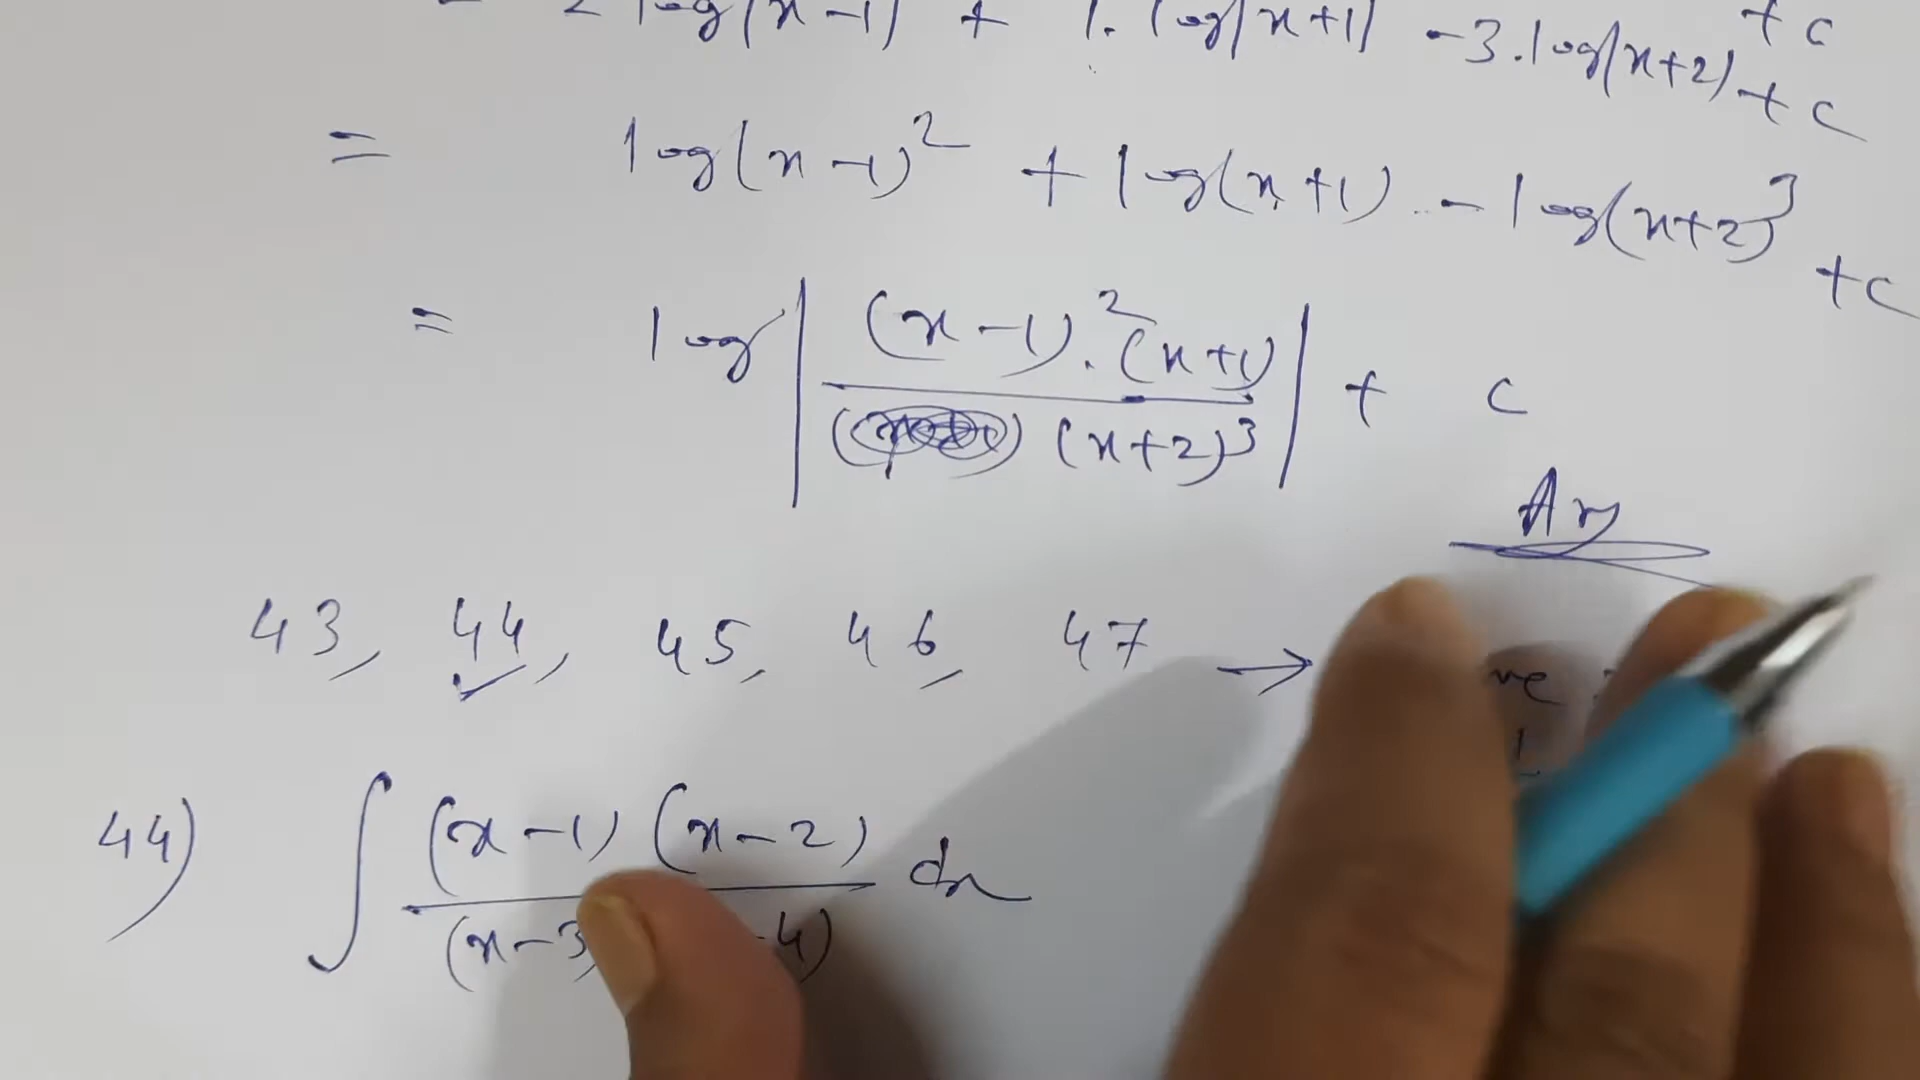 = 2 log(x-1) + 1. log|x+1| -3.log(x+2) + c
+ c
= log(x-1)² + log(x+1) - log(x+2)³ + c
= log | (x-1)².(x+1) / (x+2)³ | + c
Ans
43, 44, 45, 46, 47 →
44) ∫ (x-1) (x-2) / (x-3) -4) dx